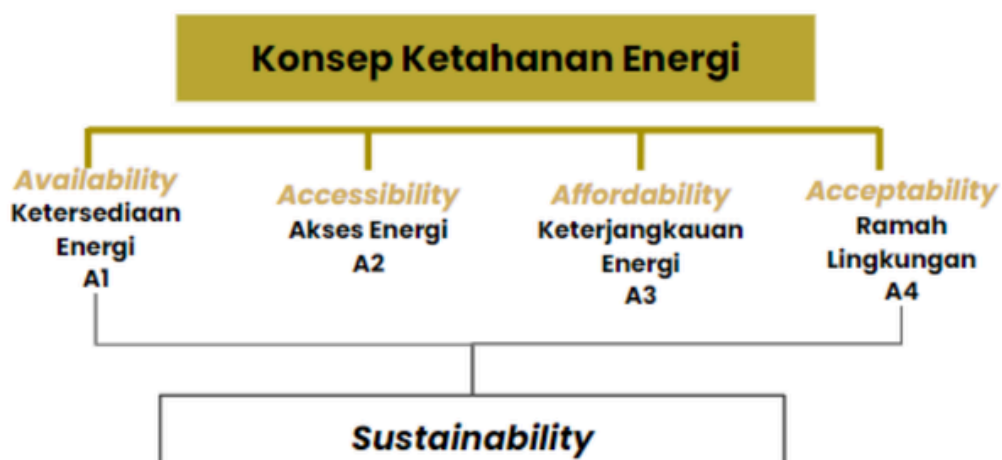 Konsep Ketahanan Energi
Availability
Ketersediaan
Energi
A1
Accessibility
Akses Energi
A2
Affordability
Keterjangkauan
Energi
A3
Acceptability
Ramah
Lingkungan
A4
Sustainability